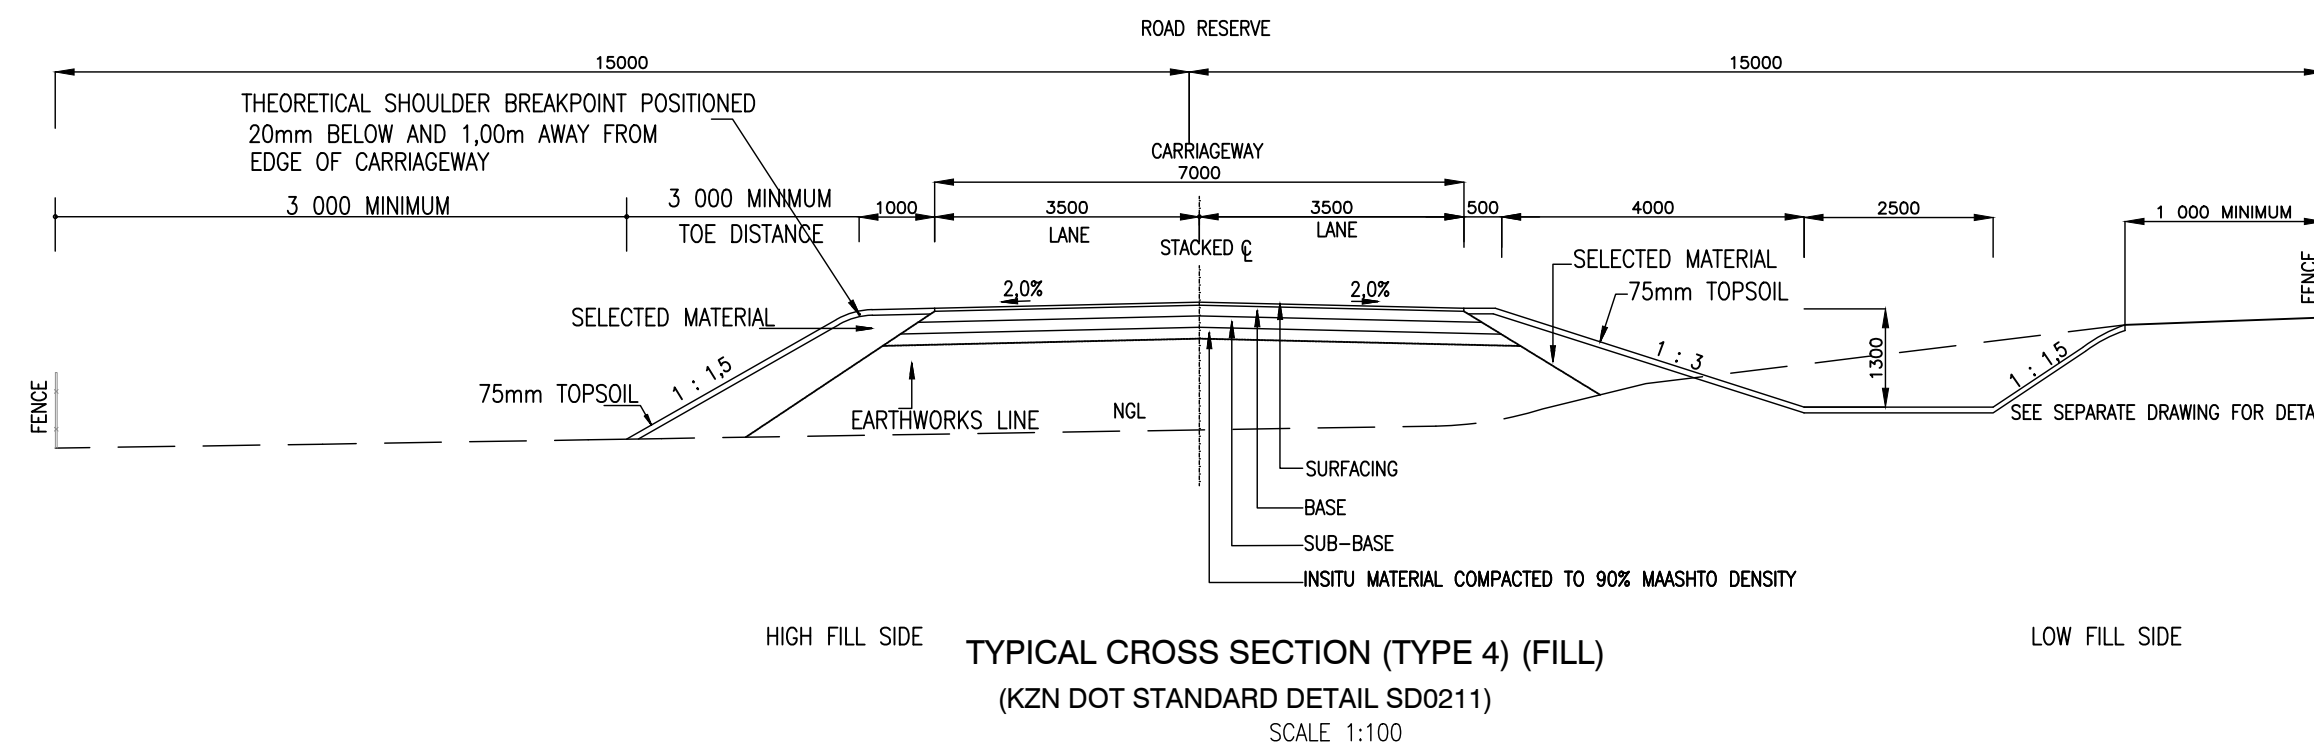 ROAD RESERVE
15000
15000
THEORETICAL SHOULDER BREAKPOINT POSITIONED
20mm BELOW AND 1,00m AWAY FROM
EDGE OF CARRIAGEWAY
CARRIAGEWAY
7000
3 000 MINIMUM
3 000 MINIMUM
TOE DISTANCE
1000
3500
LANE
3500
LANE
500
4000
2500
1 000 MINIMUM
STACKED ℄
SELECTED MATERIAL
75mm TOPSOIL
FENCE
2,0%
2,0%
SELECTED MATERIAL
1 : 1,5
1 : 3
1300
1 : 1,5
75mm TOPSOIL
FENCE
EARTHWORKS LINE
NGL
SEE SEPARATE DRAWING FOR DETA
SURFACING
BASE
SUB-BASE
INSITU MATERIAL COMPACTED TO 90% MAASHTO DENSITY
HIGH FILL SIDE
LOW FILL SIDE
TYPICAL CROSS SECTION (TYPE 4) (FILL)
(KZN DOT STANDARD DETAIL SD0211)
SCALE 1:100